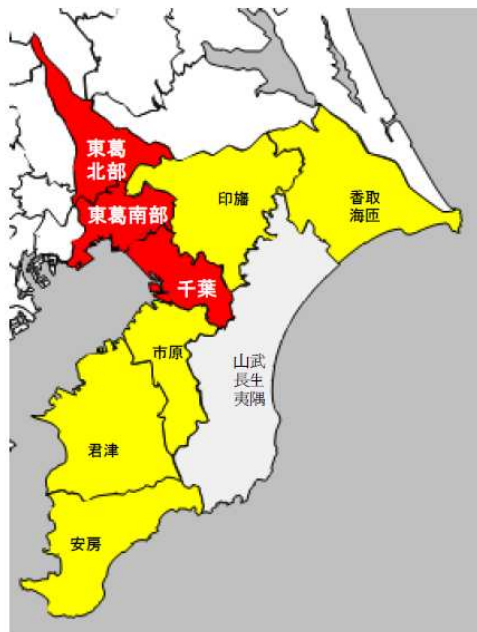 東葛
北部
東葛南部
印旛
香取
海匝
千葉
市原
山武
長生
夷隅
君津
安房